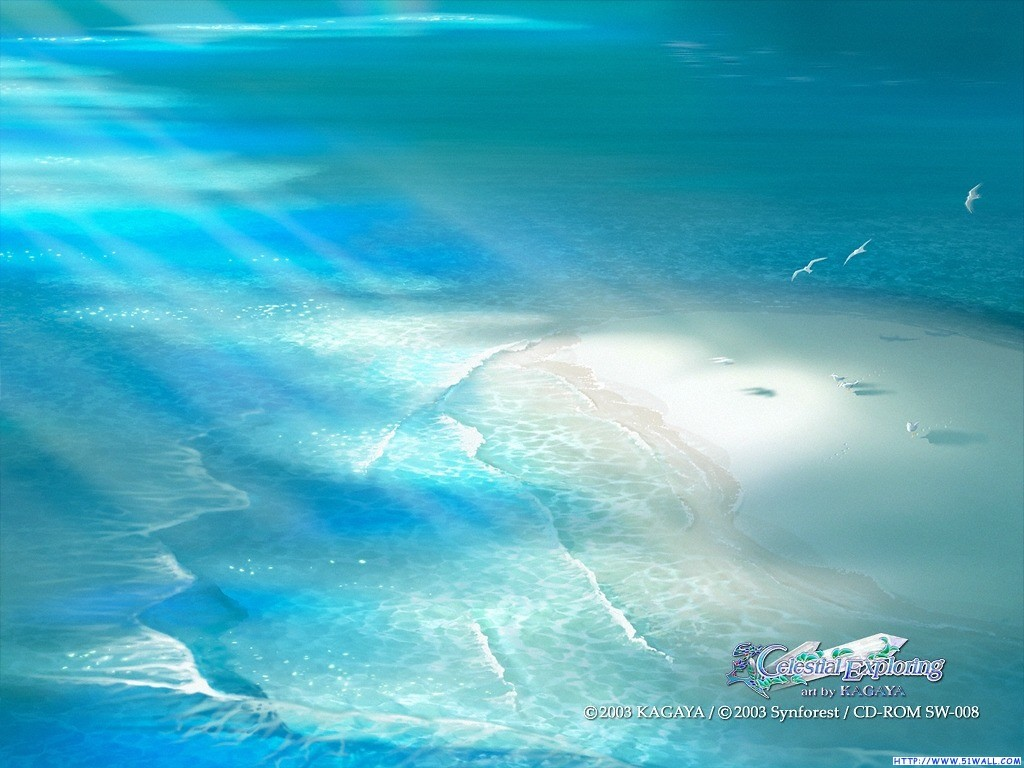 Celestial Exploring
art by KAGAYA
©2003 KAGAYA / ©2003 Synforest / CD-ROM SW-008
HTTP://WWW.51WALL.COM